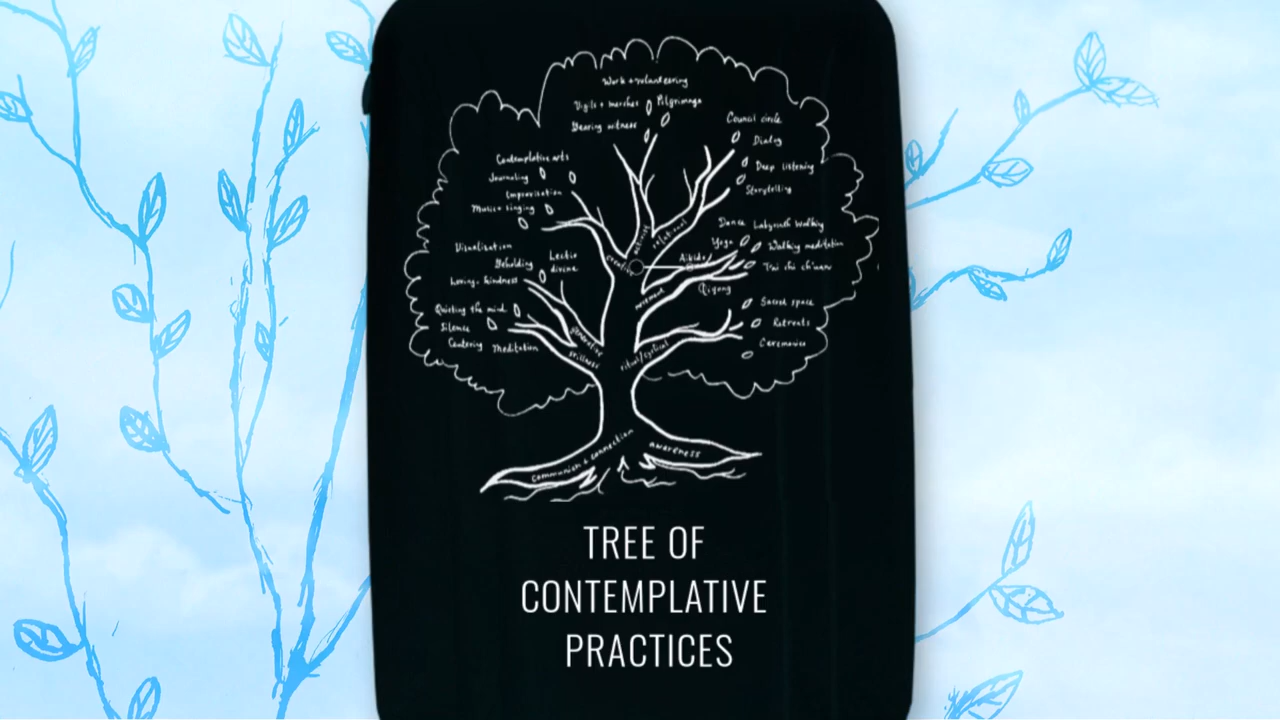 Work + volunteering
Vigils + marches
Pilgrimage
Bearing witness
Council circle
Dialog
Deep listening
Storytelling
Contemplative arts
Journaling
Improvisation
Music + singing
Dance
Labyrinth walking
Yoga
Walking meditation
Aikido
Tai chi ch'uan
Qigong
Visualization
Beholding
Lectio
divina
Loving-kindness
Quieting the mind
Silence
Centering
Meditation
Sacred space
Retreats
Ceremonies
activist
relational
creative
movement
generative
stillness
ritual/cyclical
communion + connection
awareness
TREE OF
CONTEMPLATIVE
PRACTICES